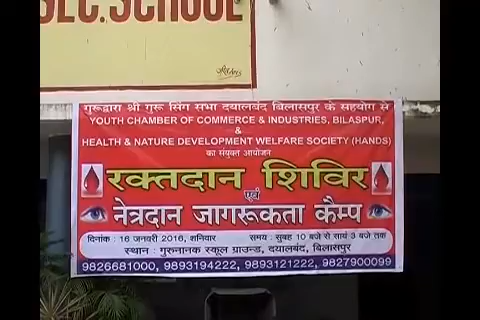 SEC. SCHOOL
गुरूद्वारा श्री गुरू सिंग सभा दयालबंद बिलासपुर के सहयोग से
YOUTH CHAMBER OF COMMERCE & INDUSTRIES, BILASPUR,
&
HEALTH & NATURE DEVELOPMENT WELFARE SOCIETY (HANDS)
का संयुक्त आयोजन
रक्तदान शिविर
एवं
नेत्रदान जागरूकता कैम्प
दिनांक : 16 जनवरी 2016, शनिवार समय : सुबह 10 बजे से सायं 3 बजे तक
स्थान : गुरूनानक स्कूल ग्राउन्ड, दयालबंद, बिलासपुर
9826681000, 9893194222, 9893121222, 9827900099